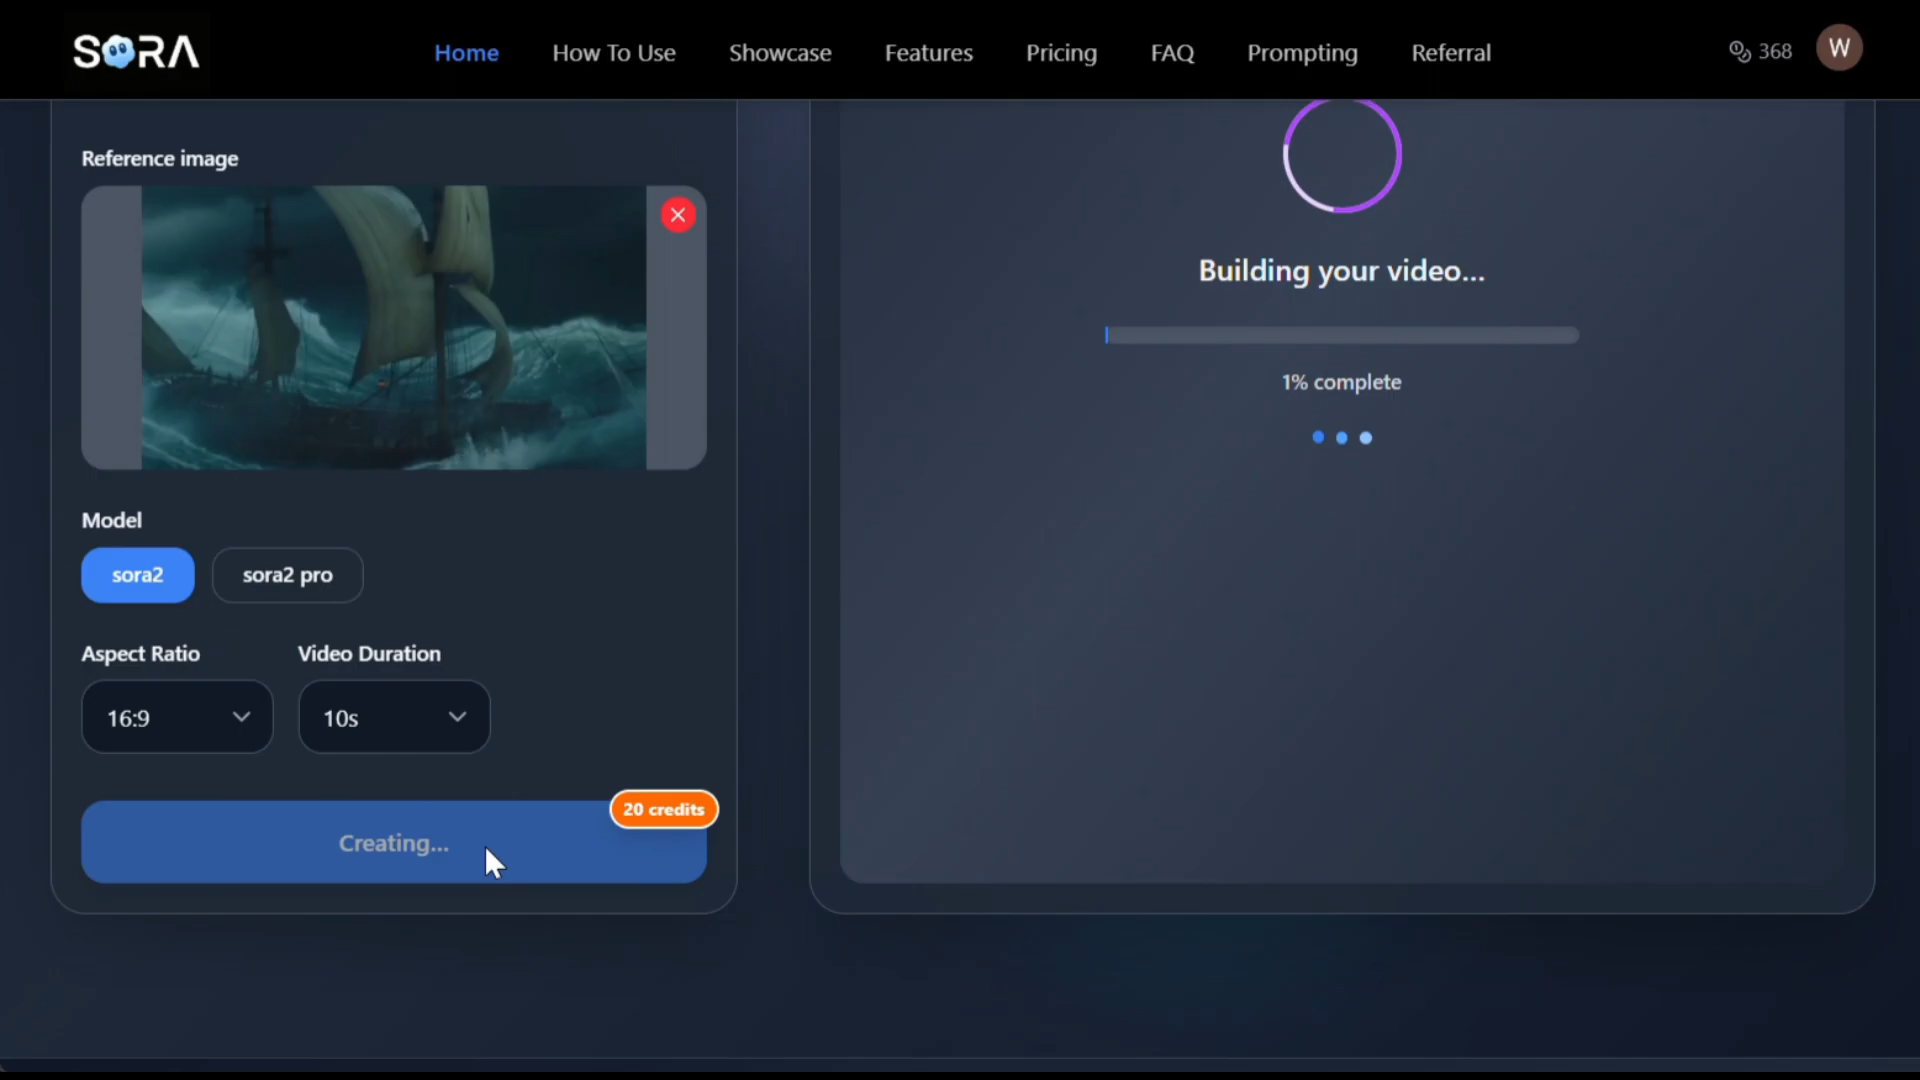 SORA
Home
How To Use
Showcase
Features
Pricing
FAQ
Prompting
Referral
368
W
Reference image
Building your video...
1% complete
Model
sora2
sora2 pro
Aspect Ratio
Video Duration
16:9
10s
20 credits
Creating...